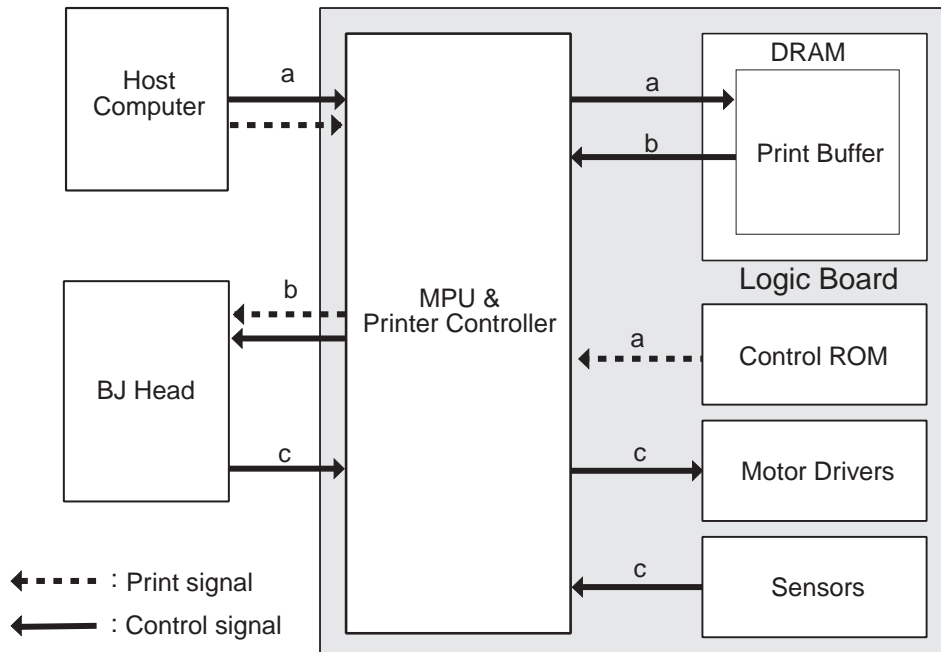 Host
Computer
a
MPU &
Printer Controller
a
b
DRAM
Print Buffer
Logic Board
BJ Head
b
c
a
Control ROM
c
Motor Drivers
c
Sensors
: Print signal
: Control signal